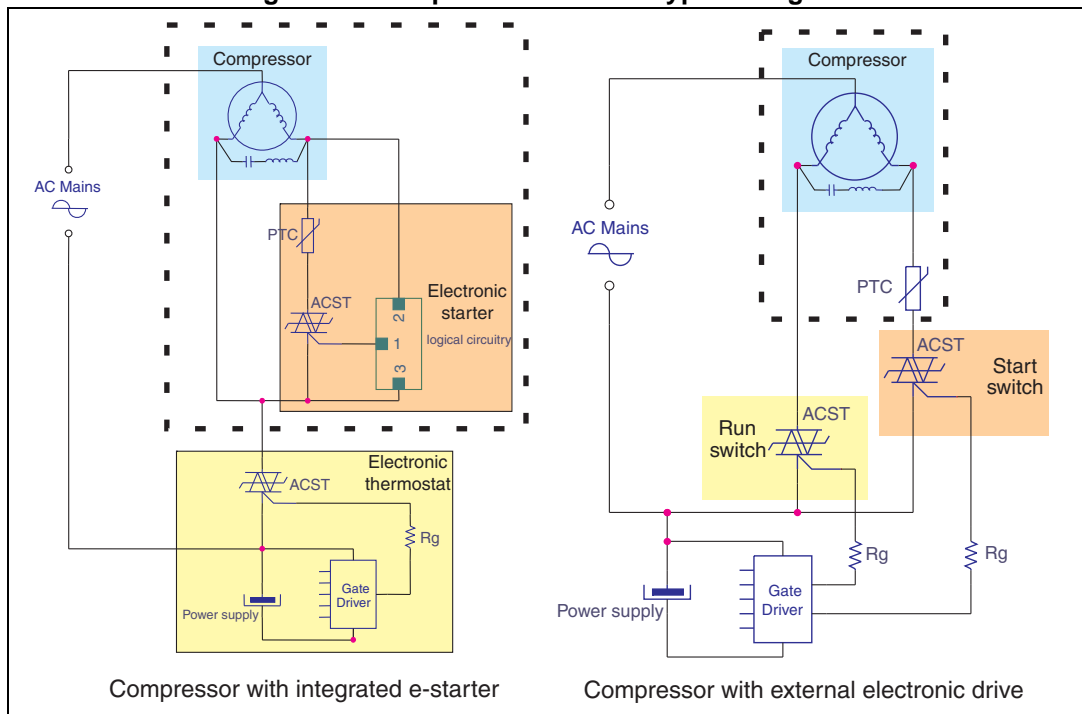 Compressor
AC Mains
PTC
ACST
Electronic
starter
logical circuitry
2
1
3
Electronic
thermostat
ACST
Rg
Gate
Driver
Power supply
Compressor with integrated e-starter
Compressor
AC Mains
PTC
ACST
Start
switch
ACST
Run
switch
Rg
Rg
Gate
Driver
Power supply
Compressor with external electronic drive